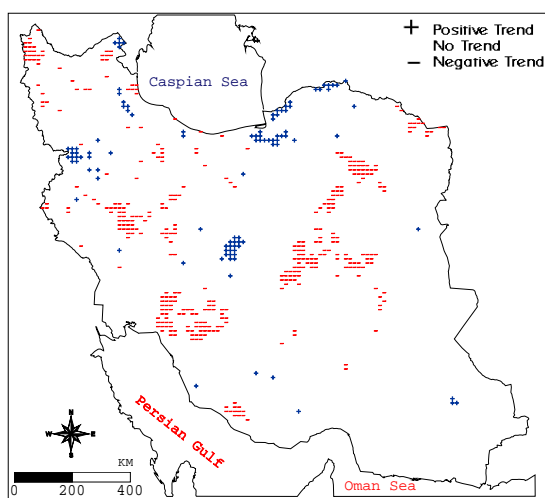 + Positive Trend
No Trend
− Negative Trend
Caspian Sea
Persian Gulf
N
W E
S
KM
0 200 400
Oman Sea